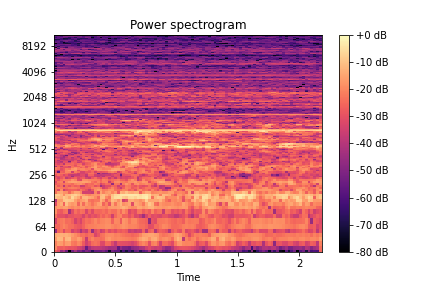 Power spectrogram
8192
4096
2048
1024
512
256
128
64
0
Hz
0 0.5 1 1.5 2
Time
+0 dB
-10 dB
-20 dB
-30 dB
-40 dB
-50 dB
-60 dB
-70 dB
-80 dB